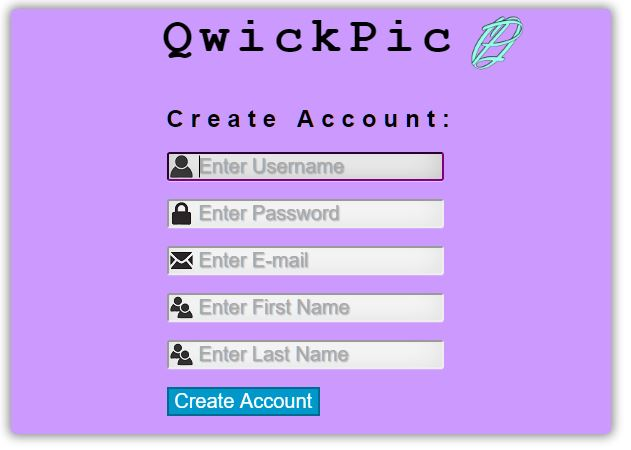 QwickPic
Create Account:
Enter Username
Enter Password
Enter E-mail
Enter First Name
Enter Last Name
Create Account